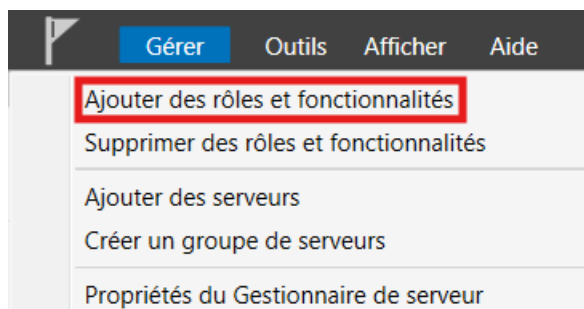 Gérer Outils Afficher Aide
Ajouter des rôles et fonctionnalités
Supprimer des rôles et fonctionnalités
Ajouter des serveurs
Créer un groupe de serveurs
Propriétés du Gestionnaire de serveur